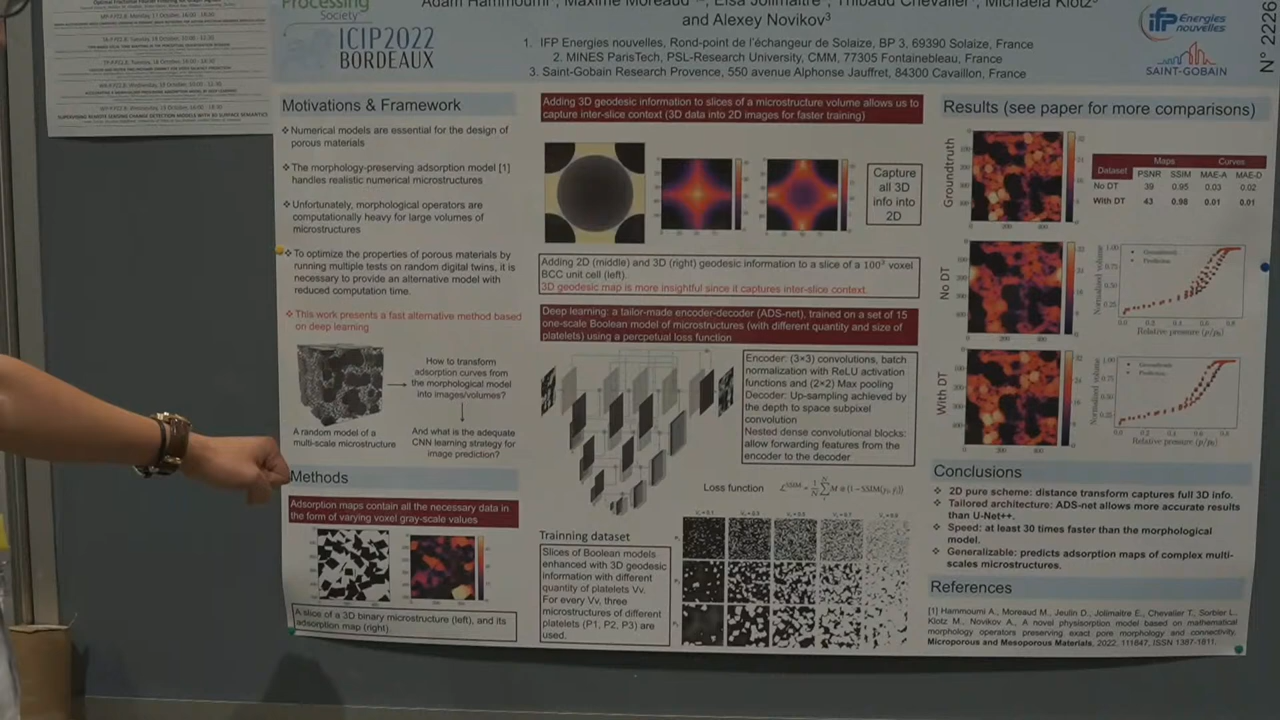 Processing
Society
ICIP2022
BORDEAUX
Adam Hammoumi, Maxime Moreaud, Elsa Jolimaitre, Thibaud Chevalier, Michaela Klotz
and Alexey Novikov³
1. IFP Energies nouvelles, Rond-point de l'échangeur de Solaize, BP 3, 69390 Solaize, France
2. MINES ParisTech, PSL-Research University, CMM, 77305 Fontainebleau, France
3. Saint-Gobain Research Provence, 550 avenue Alphonse Jauffret, 84300 Cavaillon, France
ifp Energies
nouvelles
SAINT-GOBAIN
N° 2226
Motivations & Framework
❖ Numerical models are essential for the design of
porous materials
❖ The morphology-preserving adsorption model [1]
handles realistic numerical microstructures
❖ Unfortunately, morphological operators are
computationally heavy for large volumes of
microstructures
❖ To optimize the properties of porous materials by
running multiple tests on random digital twins, it is
necessary to provide an alternative model with
reduced computation time.
❖ This work presents a fast alternative method based
on deep learning
How to transform
adsorption curves from
the morphological model
into images/volumes?
A random model of a
multi-scale microstructure
And what is the adequate
CNN learning strategy for
image prediction?
Methods
Adsorption maps contain all the necessary data in
the form of varying voxel gray-scale values
A slice of a 3D binary microstructure (left), and its
adsorption map (right)
Adding 3D geodesic information to slices of a microstructure volume allows us to
capture inter-slice context (3D data into 2D images for faster training)
Capture
all 3D
info into
2D
Adding 2D (middle) and 3D (right) geodesic information to a slice of a 100³ voxel
BCC unit cell (left).
3D geodesic map is more insightful since it captures inter-slice context
Deep learning: a tailor-made encoder-decoder (ADS-net), trained on a set of 15
one-scale Boolean model of microstructures (with different quantity and size of
platelets) using a percpetual loss function
Encoder: (3×3) convolutions, batch
normalization with ReLU activation
functions and (2×2) Max pooling
Decoder: Up-sampling achieved by
the depth to space subpixel
convolution
Nested dense convolutional blocks:
allow forwarding features from the
encoder to the decoder
Loss function
Trainning dataset
Slices of Boolean models
enhanced with 3D geodesic
information with different
quantity of platelets Vv.
For every Vv, three
microstructures of different
platelets (P1, P2, P3) are
used.
Results (see paper for more comparisons)
Groundtruth
No DT
With DT
Maps Curves
Dataset PSNR SSIM MAE-A MAE-D
No DT 39 0.95 0.03 0.02
With DT 43 0.98 0.01 0.01
Normalized volume
Relative pressure (p/p₀)
Normalized volume
Relative pressure (p/p₀)
Conclusions
❖ 2D pure scheme: distance transform captures full 3D info.
❖ Tailored architecture: ADS-net allows more accurate results
than U-Net++.
❖ Speed: at least 30 times faster than the morphological
model.
❖ Generalizable: predicts adsorption maps of complex multi-
scales microstructures.
References
[1] Hammoumi A., Moreaud M., Jeulin D., Jolimaitre E., Chevalier T., Sorbier L.,
Klotz M., Novikov A., A novel physisorption model based on mathematical
morphology operators preserving exact pore morphology and connectivity,
Microporous and Mesoporous Materials, 2022, 111847, ISSN 1387-1811.